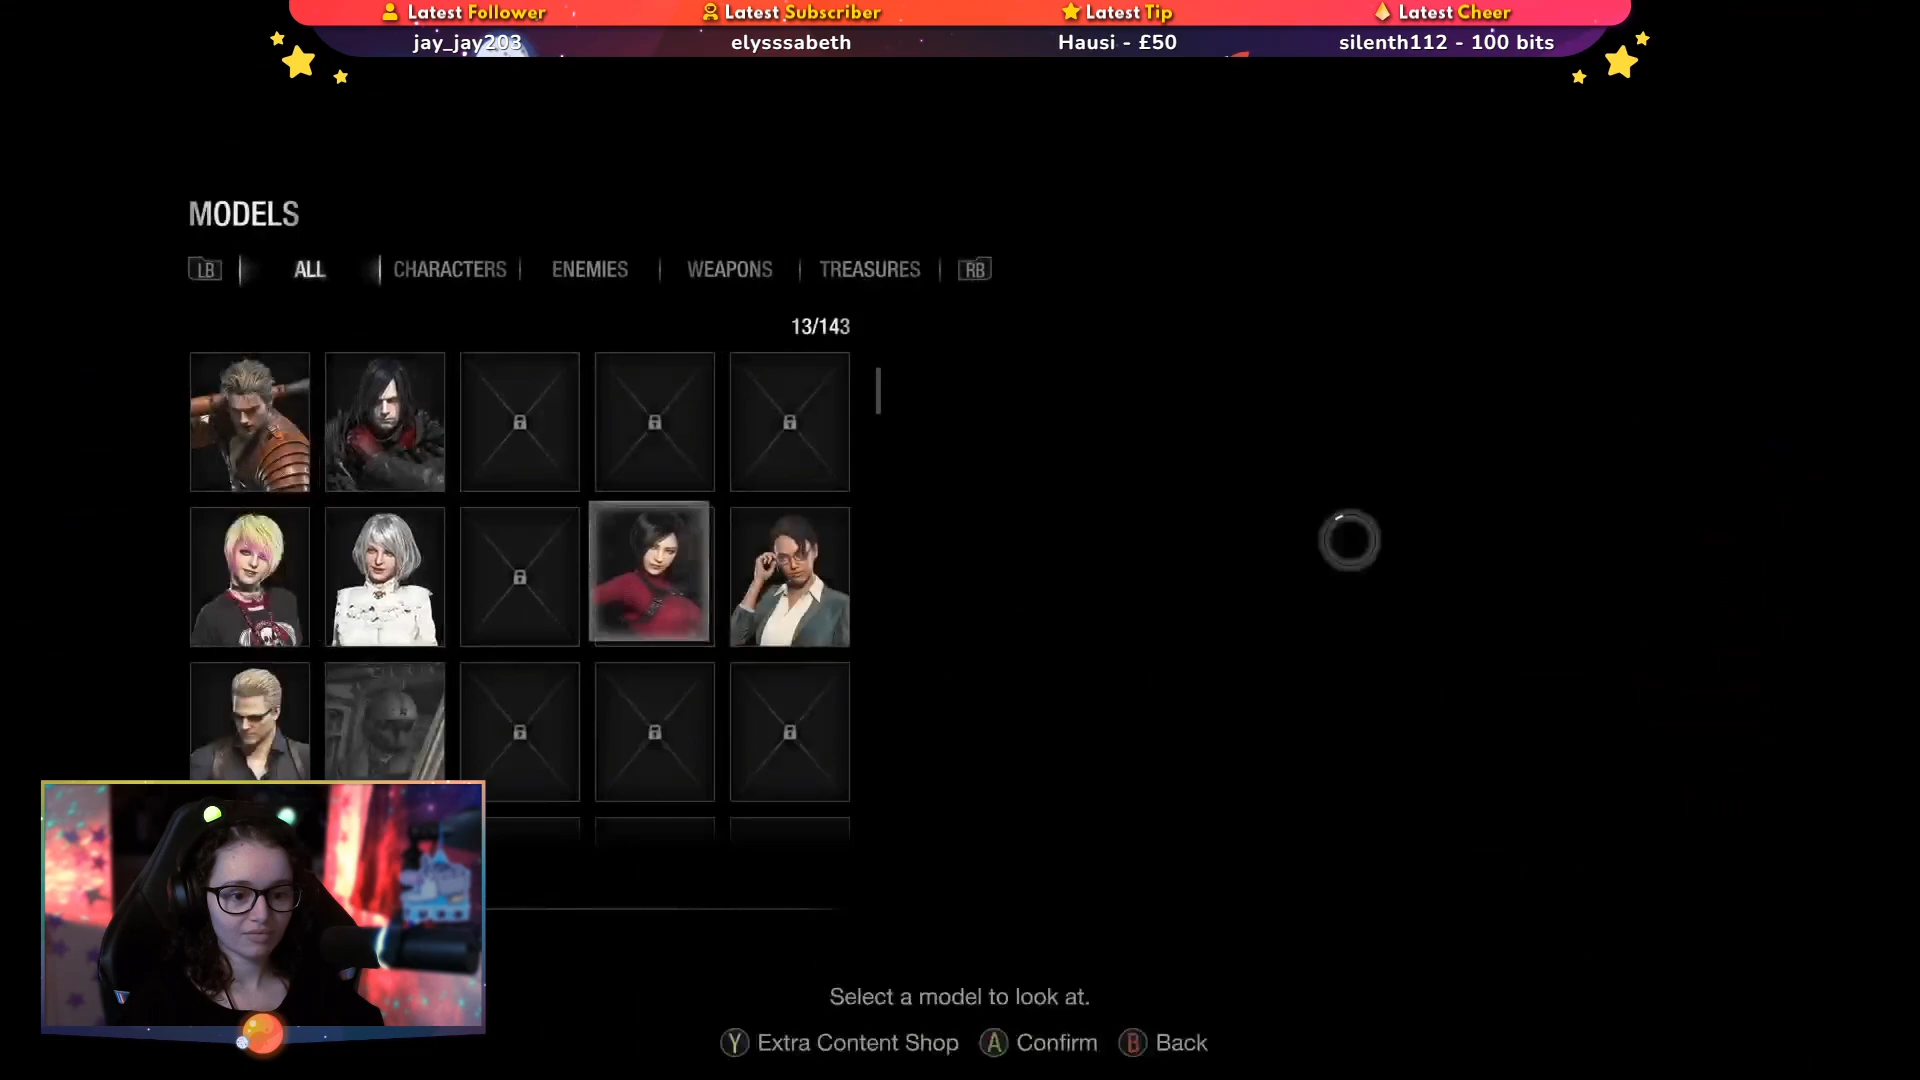 Latest Follower
jay_jay203
Latest Subscriber
elysssabeth
Latest Tip
Hausi - £50
Latest Cheer
silenth112 - 100 bits
MODELS
LB ALL CHARACTERS ENEMIES WEAPONS TREASURES RB
13/143
Select a model to look at.
Y Extra Content Shop A Confirm B Back